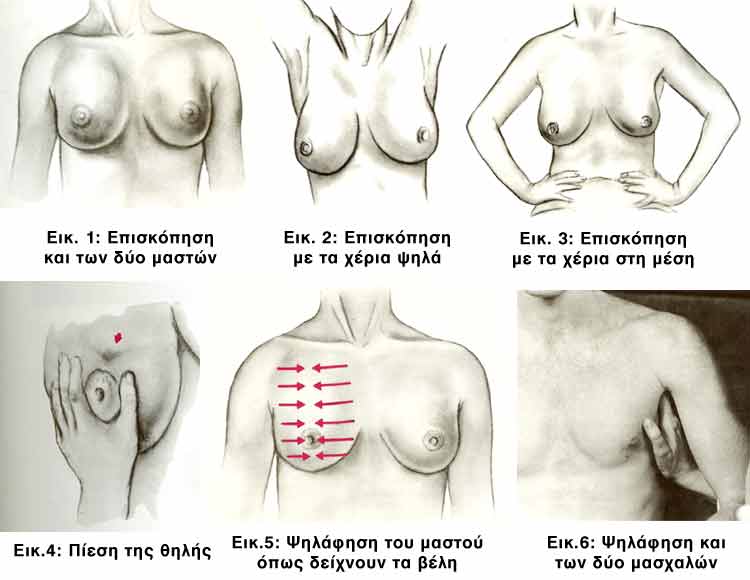 Εικ. 1: Επισκόπηση
και των δύο μαστών
Εικ. 2: Επισκόπηση
με τα χέρια ψηλά
Εικ. 3: Επισκόπηση
με τα χέρια στη μέση
Εικ.4: Πίεση της θηλής
Εικ.5: Ψηλάφηση του μαστού
όπως δείχνουν τα βέλη
Εικ.6: Ψηλάφηση και
των δύο μασχαλών